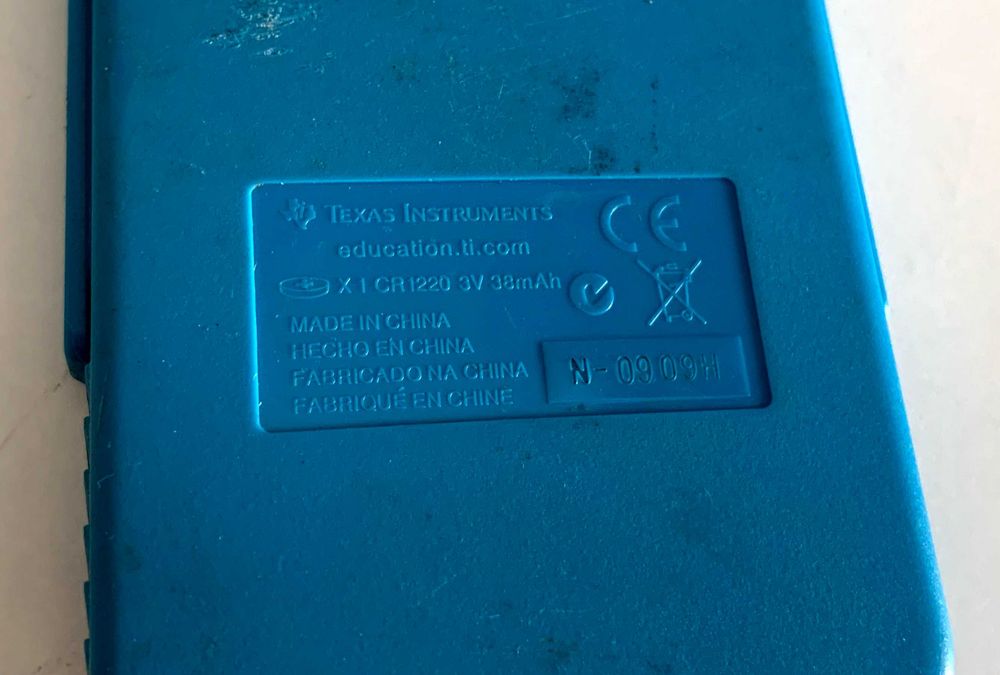 TEXAS INSTRUMENTS
education.ti.com
X 1 CR1220 3V 38mAh
MADE IN CHINA
HECHO EN CHINA
FABRICADO NA CHINA
FABRIQUÉ EN CHINE
CE
N-0909H